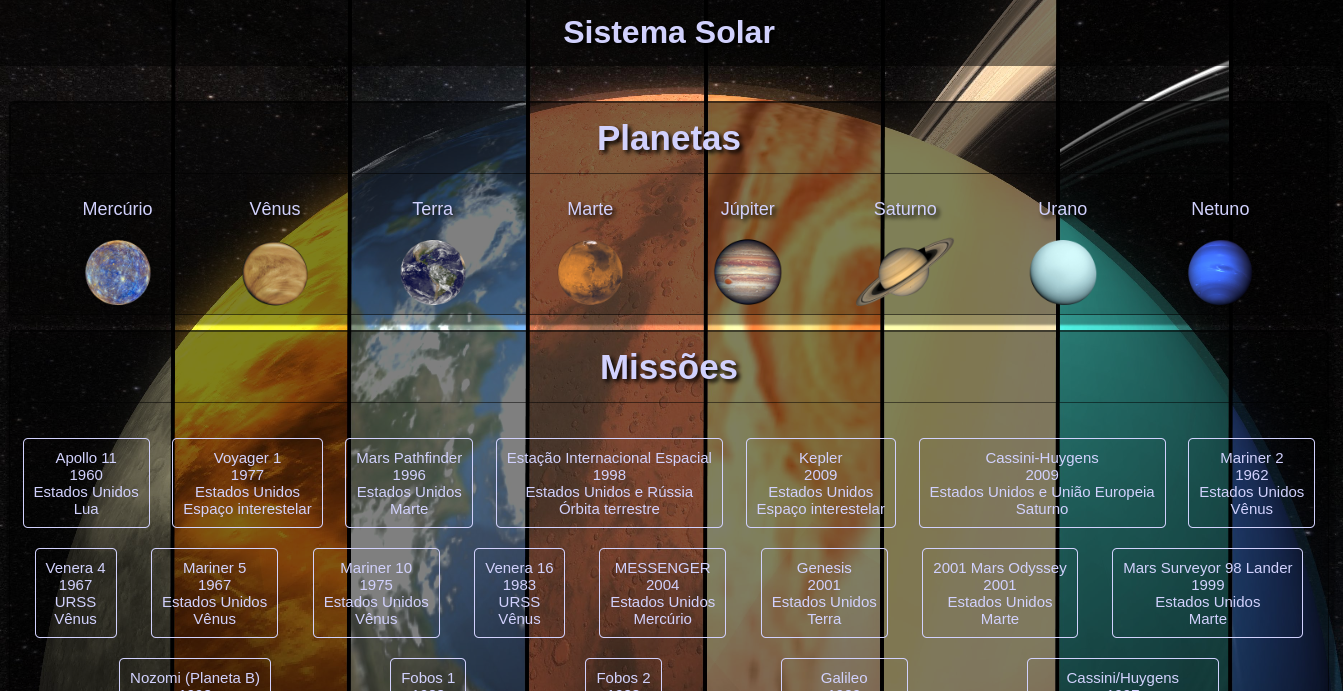 Sistema Solar
Planetas
Mercúrio
Vênus
Terra
Marte
Júpiter
Saturno
Urano
Netuno
Missões
Apollo 11
1960
Estados Unidos
Lua
Voyager 1
1977
Estados Unidos
Espaço interestelar
Mars Pathfinder
1996
Estados Unidos
Marte
Estação Internacional Espacial
1998
Estados Unidos e Rússia
Órbita terrestre
Kepler
2009
Estados Unidos
Espaço interestelar
Cassini-Huygens
2009
Estados Unidos e União Europeia
Saturno
Mariner 2
1962
Estados Unidos
Vênus
Venera 4
1967
URSS
Vênus
Mariner 5
1967
Estados Unidos
Vênus
Mariner 10
1975
Estados Unidos
Vênus
Venera 16
1983
URSS
Vênus
MESSENGER
2004
Estados Unidos
Mercúrio
Genesis
2001
Estados Unidos
Terra
2001 Mars Odyssey
2001
Estados Unidos
Marte
Mars Surveyor 98 Lander
1999
Estados Unidos
Marte
Nozomi (Planeta B)
Fobos 1
Fobos 2
Galileo
Cassini/Huygens